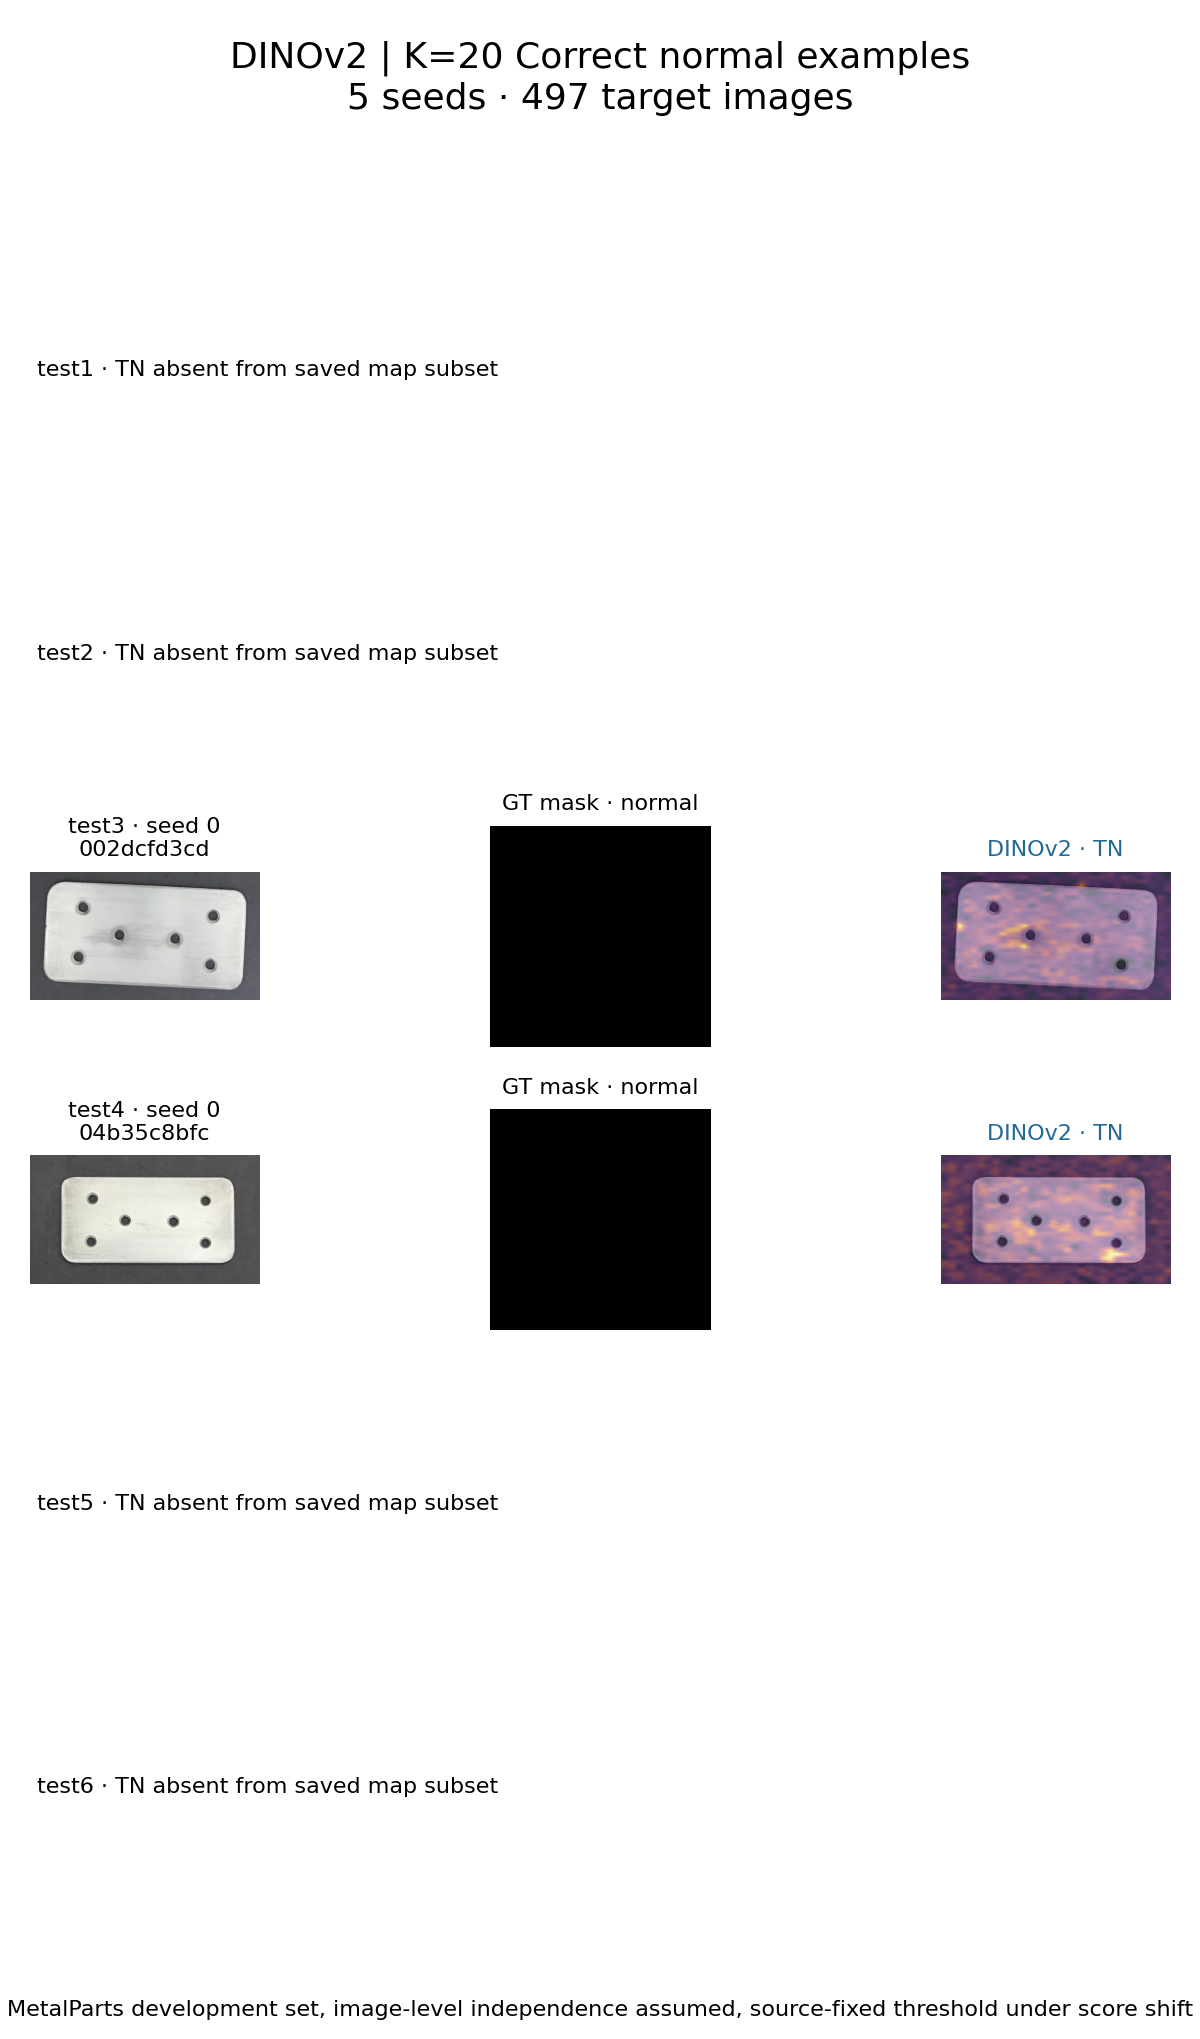 DINOv2 | K=20 Correct normal examples
5 seeds · 497 target images
test1 · TN absent from saved map subset
test2 · TN absent from saved map subset
test3 · seed 0
002dcfd3cd
GT mask · normal
DINOv2 · TN
test4 · seed 0
04b35c8bfc
GT mask · normal
DINOv2 · TN
test5 · TN absent from saved map subset
test6 · TN absent from saved map subset
MetalParts development set, image-level independence assumed, source-fixed threshold under score shift